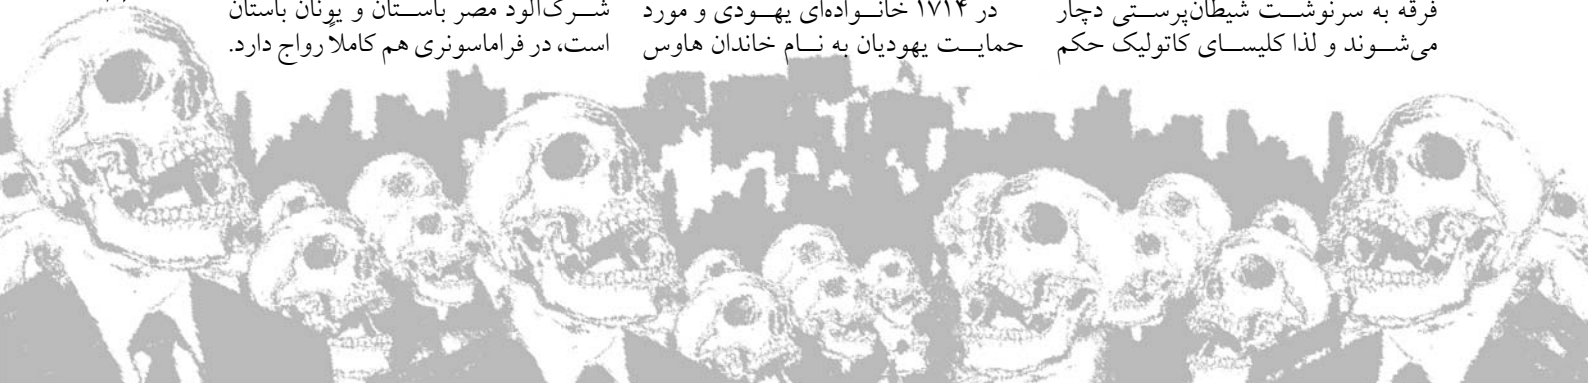 فرقه به سرنوشت شیطان‌پرستی دچار
می‌شوند و لذا کلیسای کاتولیک حکم
در ۱۷۱۴ خانواده‌ای یهودی و مورد
حمایت یهودیان به نام خاندان هاوس
شرک‌آلود مصر باستان و یونان باستان
است، در فراماسونری هم کاملاً رواج دارد.